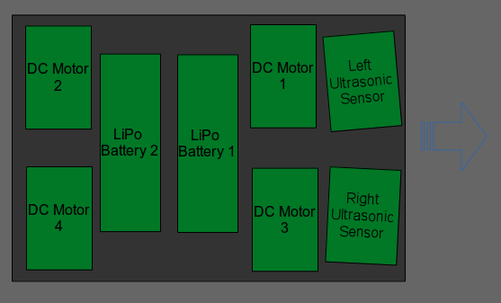 DC Motor
2
LiPo
Battery 2
LiPo
Battery 1
DC Motor
1
Left
Ultrasonic
Sensor
DC Motor
4
DC Motor
3
Right
Ultrasonic
Sensor